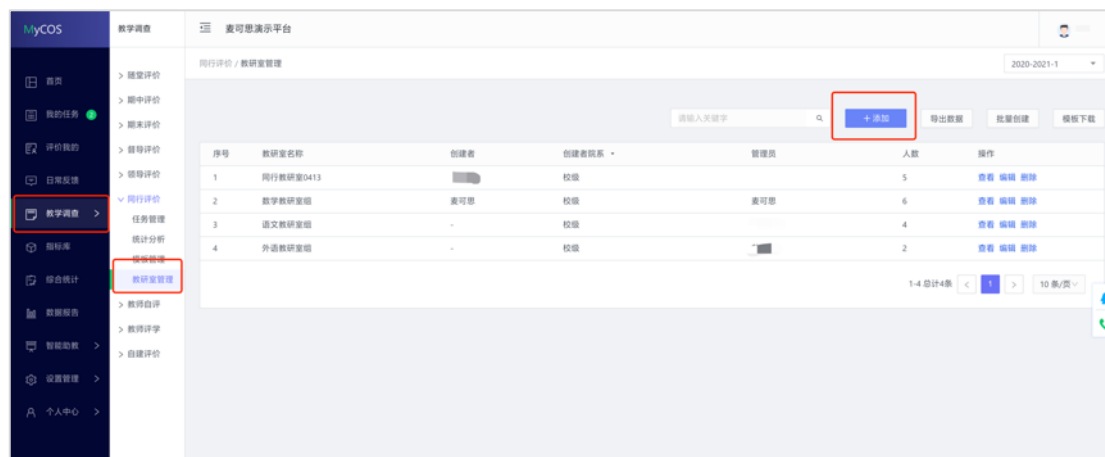 MyCOS
教学调查
麦可思演示平台
首页
我的任务 2
评价我的
日常反馈
教学调查 >
指标库
综合统计
数据报告
智能助教 >
设置管理 >
个人中心 >
> 随堂评价
> 期中评价
> 期末评价
> 督导评价
> 领导评价
同行评价
任务管理
统计分析
模板管理
教研室管理
> 教师自评
> 教师评学
> 自建评价
同行评价 / 教研室管理
2020-2021-1
请输入关键字
+ 添加 导出数据 批量创建 模板下载
序号 教研室名称 创建者 创建者院系 管理员 人数 操作
1 同行教研室0413 校级 5 查看 编辑 删除
2 数学教研室组 麦可思 校级 麦可思 6 查看 编辑 删除
3 语文教研室组 - 校级 4 查看 编辑 删除
4 外语教研室组 - 校级 2 查看 编辑 删除
1-4 总计4条 < 1 > 10 条/页